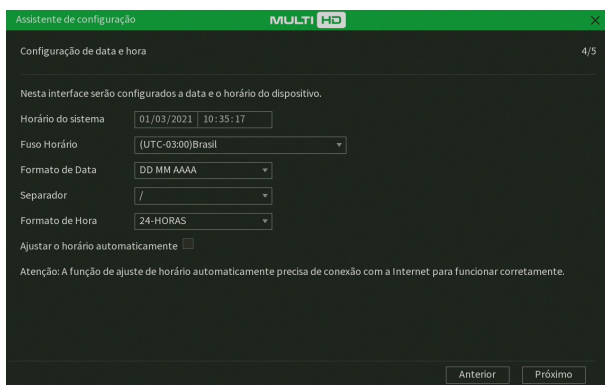 Assistente de configuração MULTI HD ×
Configuração de data e hora 4/5
Nesta interface serão configurados a data e o horário do dispositivo.
Horário do sistema 01/03/2021 10:35:17
Fuso Horário (UTC-03:00)Brasil
Formato de Data DD MM AAAA
Separador /
Formato de Hora 24-HORAS
Ajustar o horário automaticamente
Atenção: A função de ajuste de horário automaticamente precisa de conexão com a Internet para funcionar corretamente.
Anterior Próximo